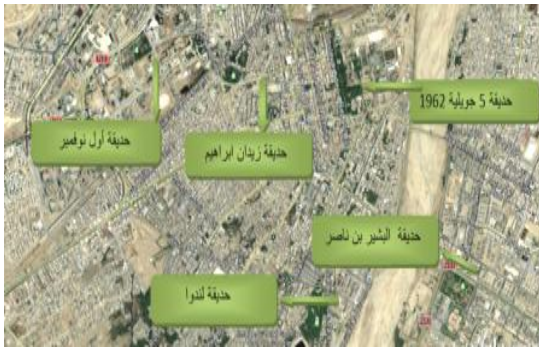 حديقة 5 جويلية 1962
حديقة أول نوفمبر
حديقة زيدان ابراهيم
حديقة البشير بن ناصر
حديقة لندوا